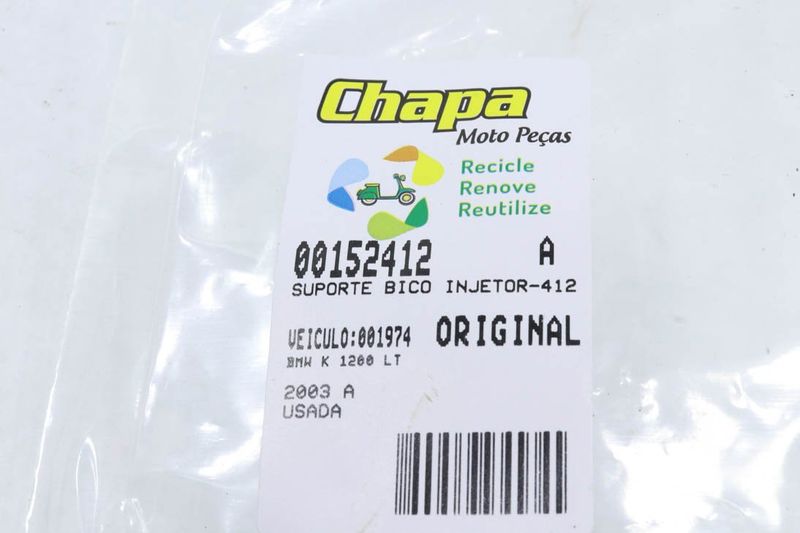 Chapa
Moto Peças
Recicle
Renove
Reutilize
00152412 A
SUPORTE BICO INJETOR-412
VEICULO:001974 ORIGINAL
BMW K 1200 LT
2003 A
USADA